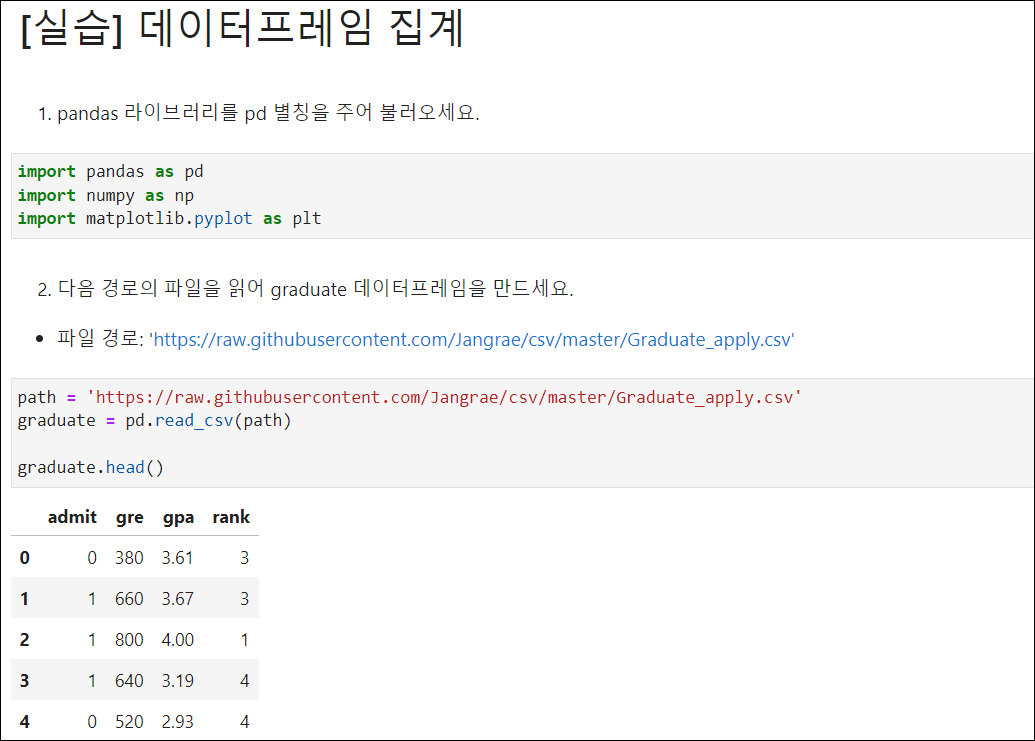 [실습] 데이터프레임 집계
1. pandas 라이브러리를 pd 별칭을 주어 불러오세요.
import pandas as pd
import numpy as np
import matplotlib.pyplot as plt
2. 다음 경로의 파일을 읽어 graduate 데이터프레임을 만드세요.
• 파일 경로: 'https://raw.githubusercontent.com/Jangrae/csv/master/Graduate_apply.csv'
path = 'https://raw.githubusercontent.com/Jangrae/csv/master/Graduate_apply.csv'
graduate = pd.read_csv(path)
graduate.head()
admit gre gpa rank
0 0 380 3.61 3
1 1 660 3.67 3
2 1 800 4.00 1
3 1 640 3.19 4
4 0 520 2.93 4